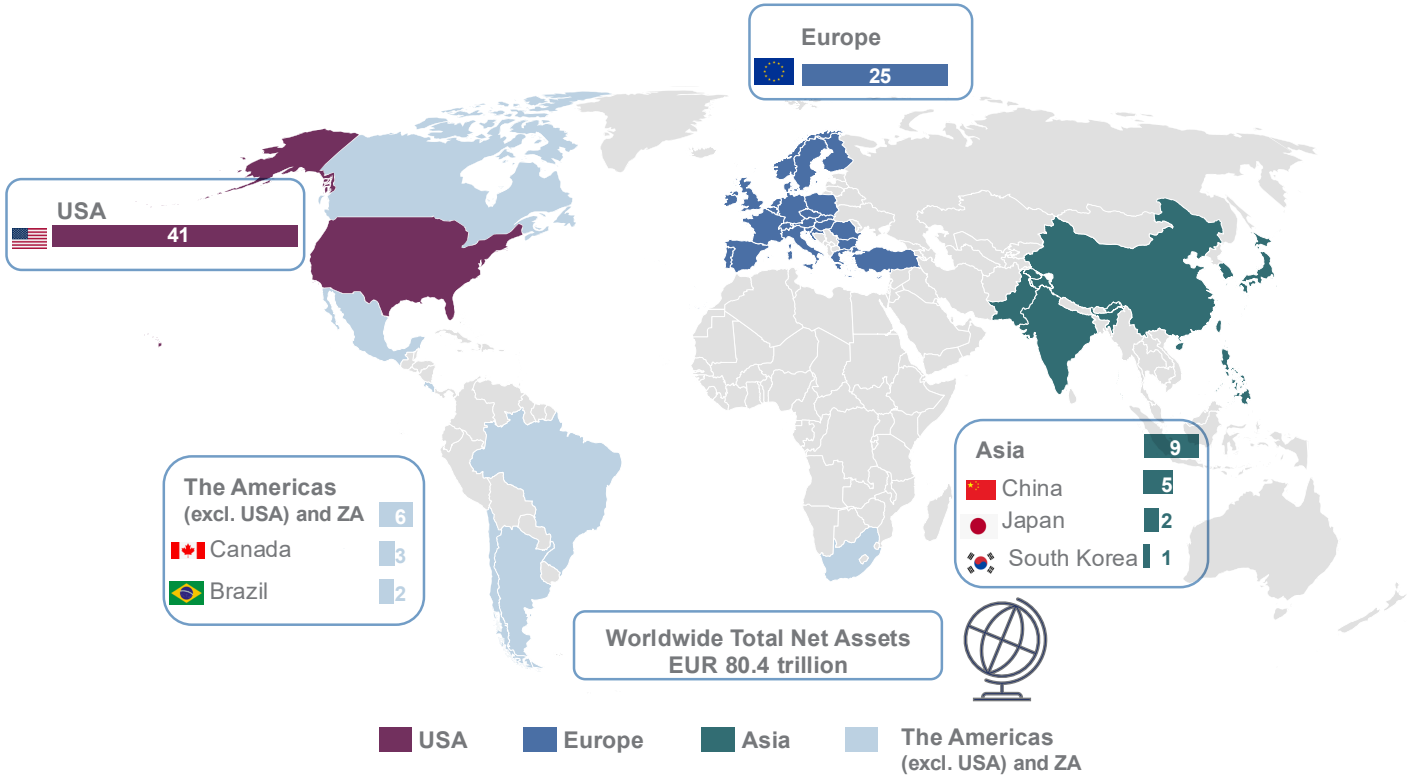 Europe
25
USA
41
Asia
9
China
5
Japan
2
South Korea
1
The Americas
(excl. USA) and ZA
6
Canada
3
Brazil
2
Worldwide Total Net Assets
EUR 80.4 trillion
USA
Europe
Asia
The Americas
(excl. USA) and ZA